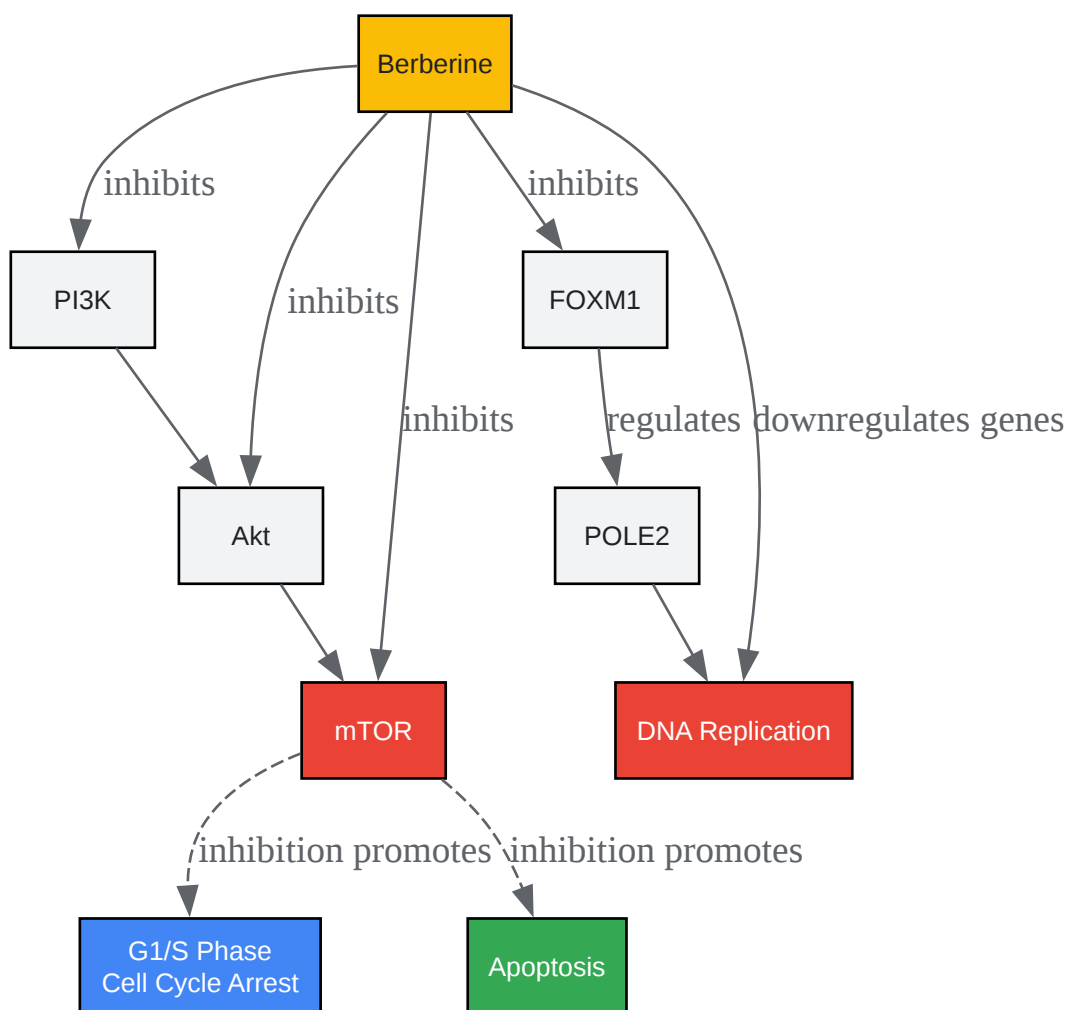 Berberine
inhibits
inhibits
PI3K
FOXM1
inhibits
inhibits
regulates
downregulates genes
Akt
POLE2
mTOR
DNA Replication
inhibition promotes
inhibition promotes
G1/S Phase
Cell Cycle Arrest
Apoptosis